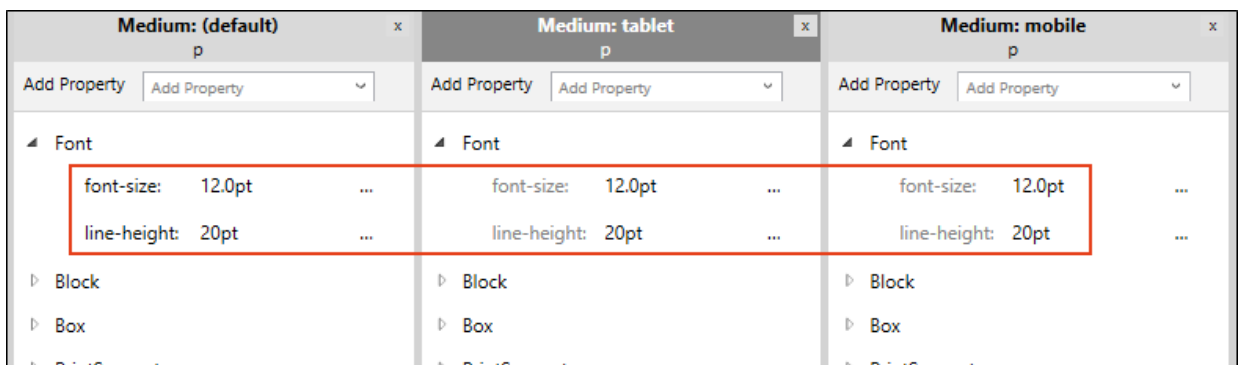 Medium: (default) x Medium: tablet x Medium: mobile x
p p p
Add Property Add Property Add Property Add Property Add Property Add Property
Font Font Font
font-size: 12.0pt ... font-size: 12.0pt ... font-size: 12.0pt ...
line-height: 20pt ... line-height: 20pt ... line-height: 20pt ...
Block Block Block
Box Box Box